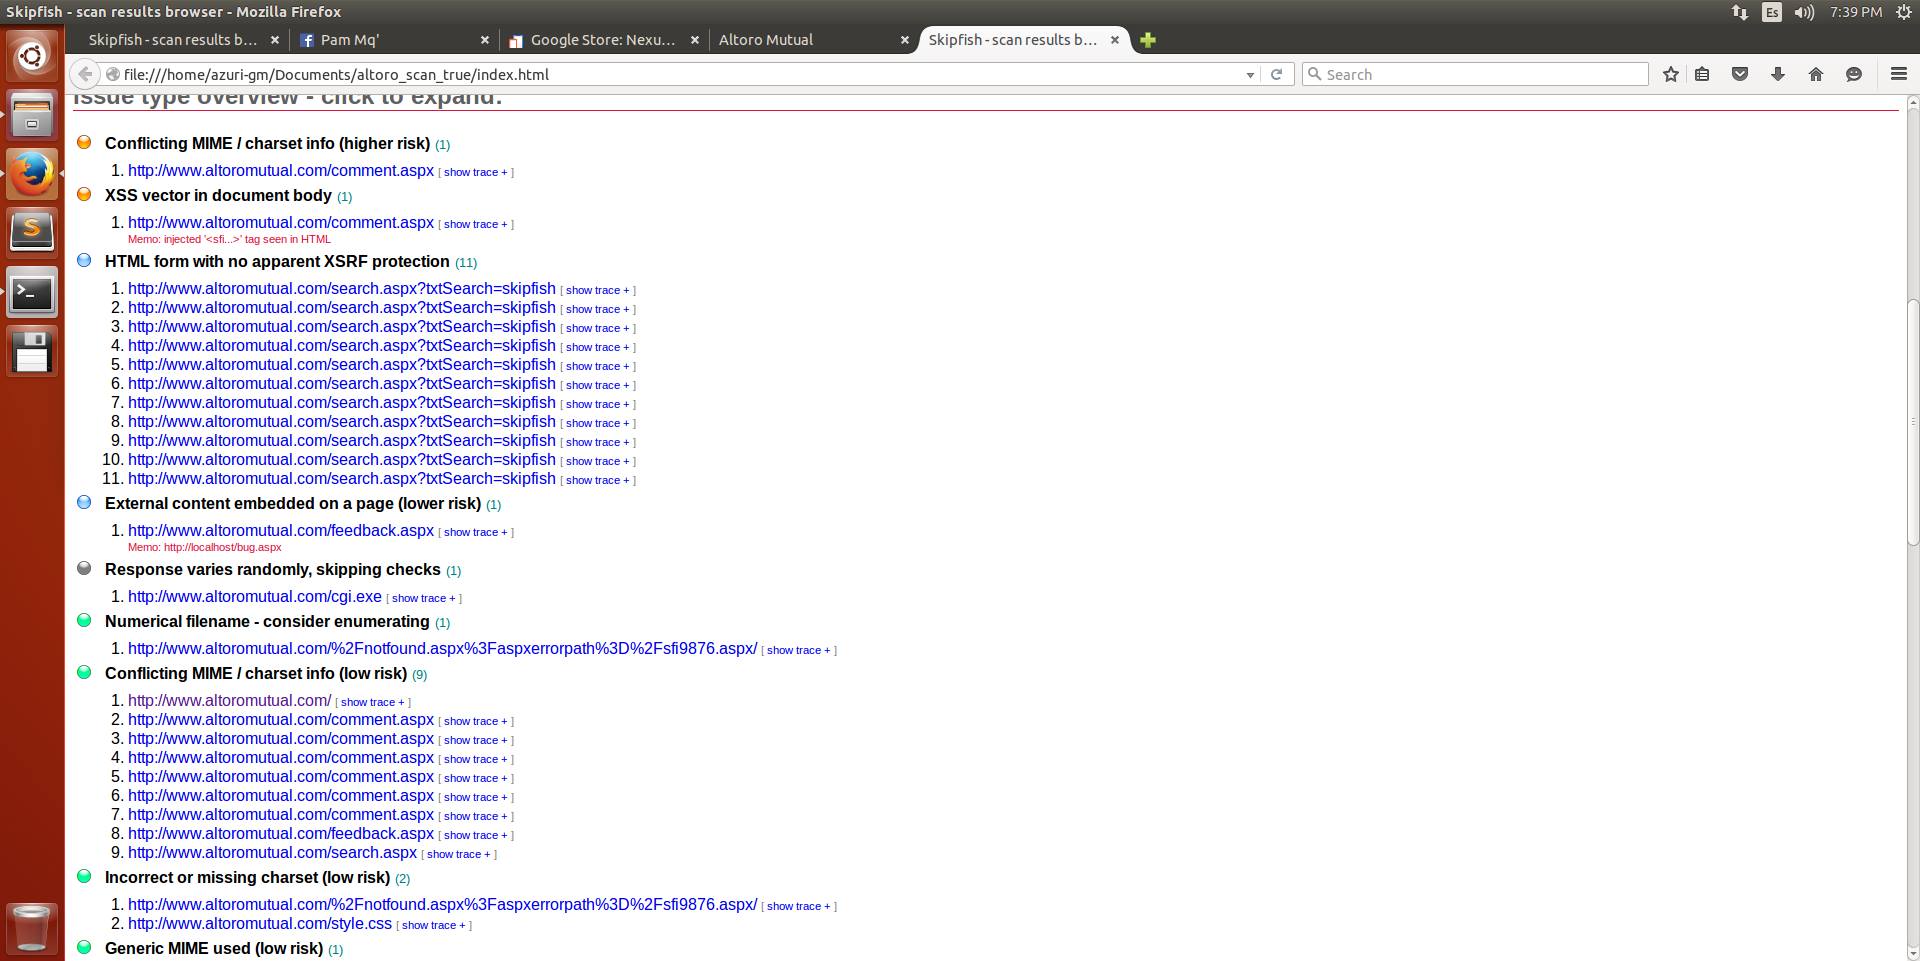 Skipfish - scan results browser - Mozilla Firefox
Es
7:39 PM
Skipfish - scan results b...
Pam Mq'
Google Store: Nexu...
Altoro Mutual
Skipfish - scan results b...
file:///home/azuri-gm/Documents/altoro_scan_true/index.html
Search
Issue type overview - click to expand:
Conflicting MIME / charset info (higher risk) (1)
1. http://www.altoromutual.com/comment.aspx [ show trace + ]
XSS vector in document body (1)
1. http://www.altoromutual.com/comment.aspx [ show trace + ]
Memo: injected '<sfi...>' tag seen in HTML
HTML form with no apparent XSRF protection (11)
1. http://www.altoromutual.com/search.aspx?txtSearch=skipfish [ show trace + ]
2. http://www.altoromutual.com/search.aspx?txtSearch=skipfish [ show trace + ]
3. http://www.altoromutual.com/search.aspx?txtSearch=skipfish [ show trace + ]
4. http://www.altoromutual.com/search.aspx?txtSearch=skipfish [ show trace + ]
5. http://www.altoromutual.com/search.aspx?txtSearch=skipfish [ show trace + ]
6. http://www.altoromutual.com/search.aspx?txtSearch=skipfish [ show trace + ]
7. http://www.altoromutual.com/search.aspx?txtSearch=skipfish [ show trace + ]
8. http://www.altoromutual.com/search.aspx?txtSearch=skipfish [ show trace + ]
9. http://www.altoromutual.com/search.aspx?txtSearch=skipfish [ show trace + ]
10. http://www.altoromutual.com/search.aspx?txtSearch=skipfish [ show trace + ]
11. http://www.altoromutual.com/search.aspx?txtSearch=skipfish [ show trace + ]
External content embedded on a page (lower risk) (1)
1. http://www.altoromutual.com/feedback.aspx [ show trace + ]
Memo: http://localhost/bug.aspx
Response varies randomly, skipping checks (1)
1. http://www.altoromutual.com/cgi.exe [ show trace + ]
Numerical filename - consider enumerating (1)
1. http://www.altoromutual.com/%2Fnotfound.aspx%3Faspxerrorpath%3D%2Fsfi9876.aspx/ [ show trace + ]
Conflicting MIME / charset info (low risk) (9)
1. http://www.altoromutual.com/ [ show trace + ]
2. http://www.altoromutual.com/comment.aspx [ show trace + ]
3. http://www.altoromutual.com/comment.aspx [ show trace + ]
4. http://www.altoromutual.com/comment.aspx [ show trace + ]
5. http://www.altoromutual.com/comment.aspx [ show trace + ]
6. http://www.altoromutual.com/comment.aspx [ show trace + ]
7. http://www.altoromutual.com/comment.aspx [ show trace + ]
8. http://www.altoromutual.com/feedback.aspx [ show trace + ]
9. http://www.altoromutual.com/search.aspx [ show trace + ]
Incorrect or missing charset (low risk) (2)
1. http://www.altoromutual.com/%2Fnotfound.aspx%3Faspxerrorpath%3D%2Fsfi9876.aspx/ [ show trace + ]
2. http://www.altoromutual.com/style.css [ show trace + ]
Generic MIME used (low risk) (1)